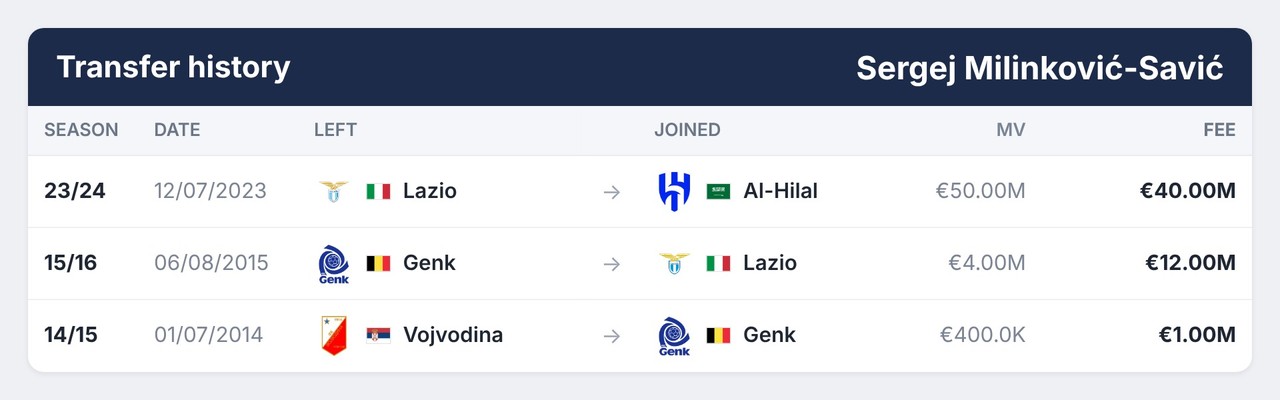 Transfer history Sergej Milinković-Savić
SEASON DATE LEFT JOINED MV FEE
23/24 12/07/2023 Lazio → Al-Hilal €50.00M €40.00M
15/16 06/08/2015 Genk Genk → Lazio €4.00M €12.00M
14/15 01/07/2014 Vojvodina → Genk Genk €400.0K €1.00M